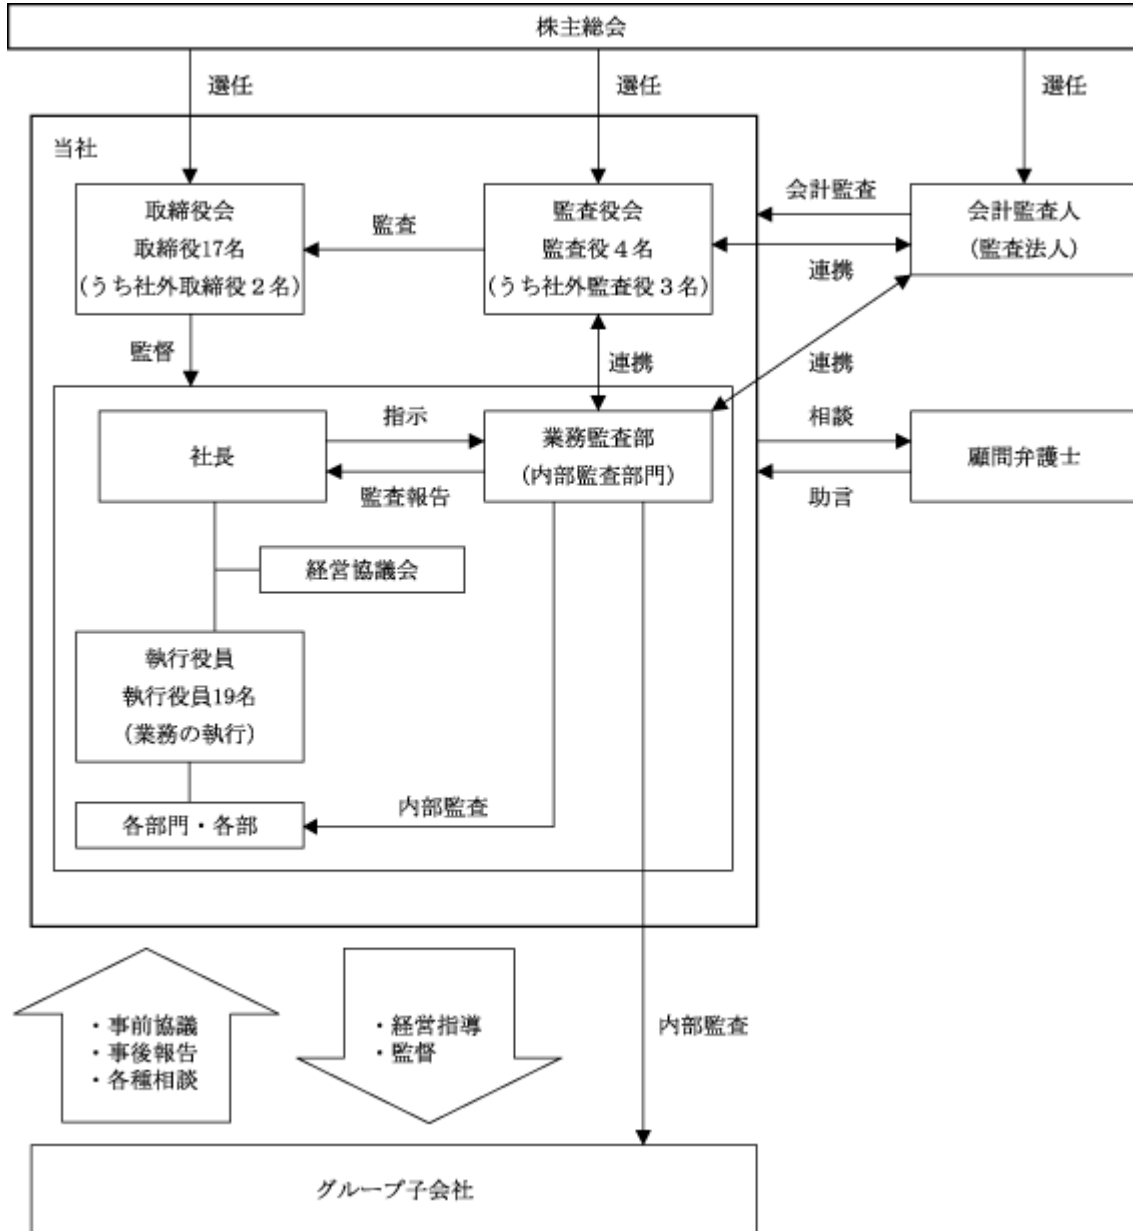 株主総会
選任
選任
選任
当社
取締役会
取締役17名
(うち社外取締役２名)
監査
監査役会
監査役４名
(うち社外監査役３名)
会計監査
連携
会計監査人
(監査法人)
監督
連携
連携
社長
指示
監査報告
業務監査部
(内部監査部門)
相談
助言
顧問弁護士
経営協議会
執行役員
執行役員19名
(業務の執行)
各部門・各部
内部監査
・事前協議
・事後報告
・各種相談
・経営指導
・監督
内部監査
グループ子会社